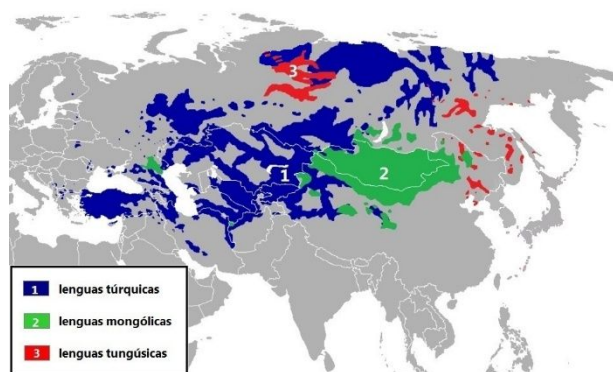 3
1
2
1 lenguas túrquicas
2 lenguas mongólicas
3 lenguas tungúsicas